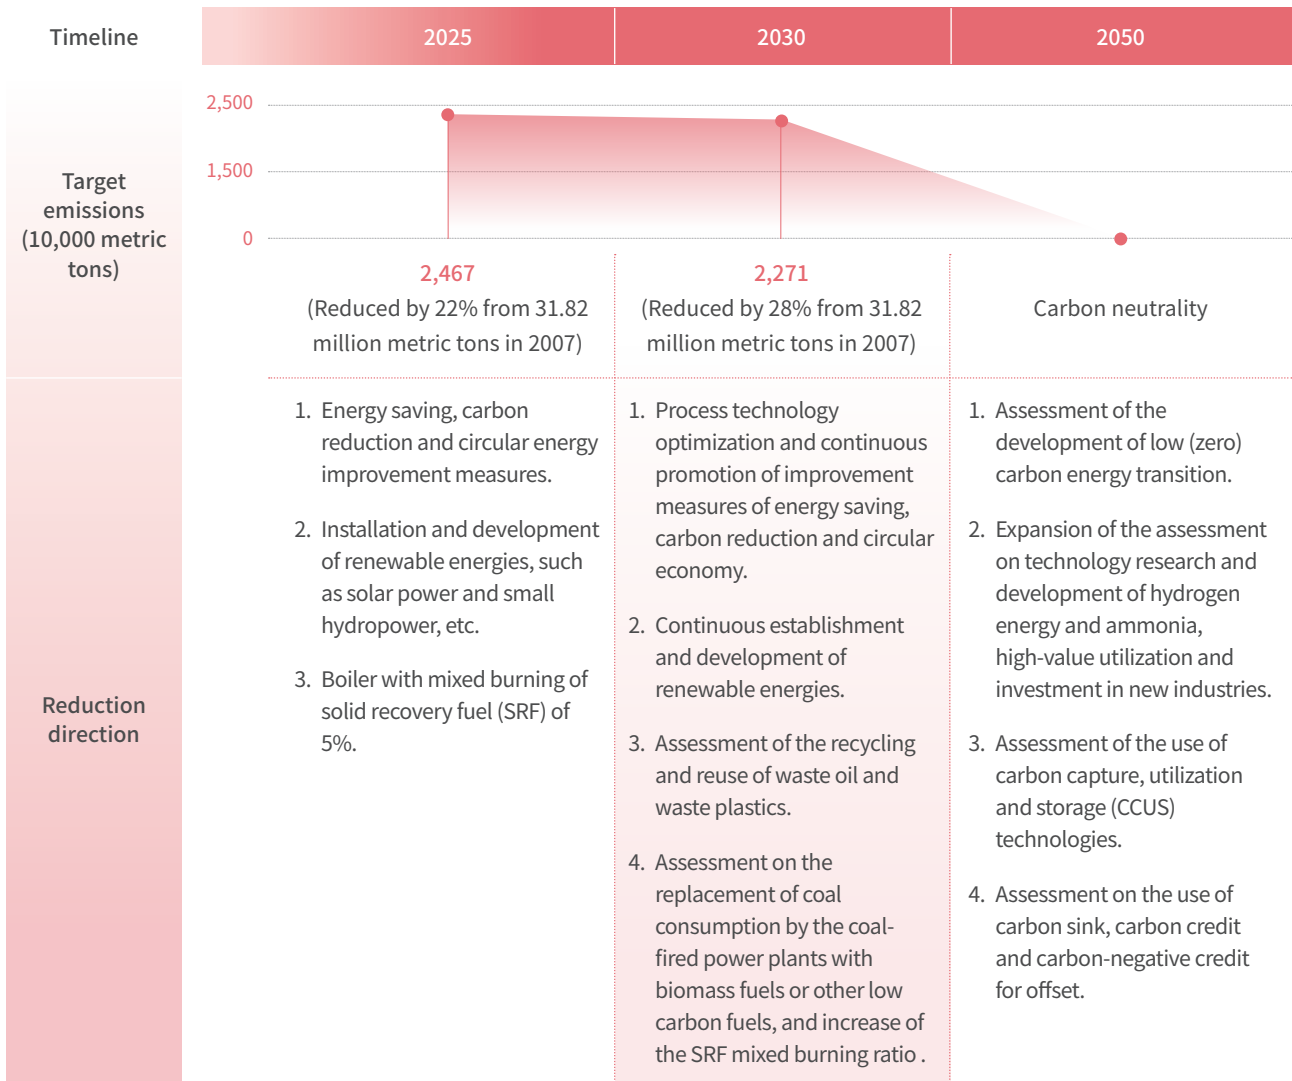 Timeline
2025
2030
2050
Target
emissions
(10,000 metric
tons)
2,500
1,500
0
2,467
(Reduced by 22% from 31.82
million metric tons in 2007)
2,271
(Reduced by 28% from 31.82
million metric tons in 2007)
Carbon neutrality
Reduction
direction
1. Energy saving, carbon
reduction and circular energy
improvement measures.
2. Installation and development
of renewable energies, such
as solar power and small
hydropower, etc.
3. Boiler with mixed burning of
solid recovery fuel (SRF) of
5%.
1. Process technology
optimization and continuous
promotion of improvement
measures of energy saving,
carbon reduction and circular
economy.
2. Continuous establishment
and development of
renewable energies.
3. Assessment of the recycling
and reuse of waste oil and
waste plastics.
4. Assessment on the
replacement of coal
consumption by the coal-
fired power plants with
biomass fuels or other low
carbon fuels, and increase of
the SRF mixed burning ratio .
1. Assessment of the
development of low (zero)
carbon energy transition.
2. Expansion of the assessment
on technology research and
development of hydrogen
energy and ammonia,
high-value utilization and
investment in new industries.
3. Assessment of the use of
carbon capture, utilization
and storage (CCUS)
technologies.
4. Assessment on the use of
carbon sink, carbon credit
and carbon-negative credit
for offset.